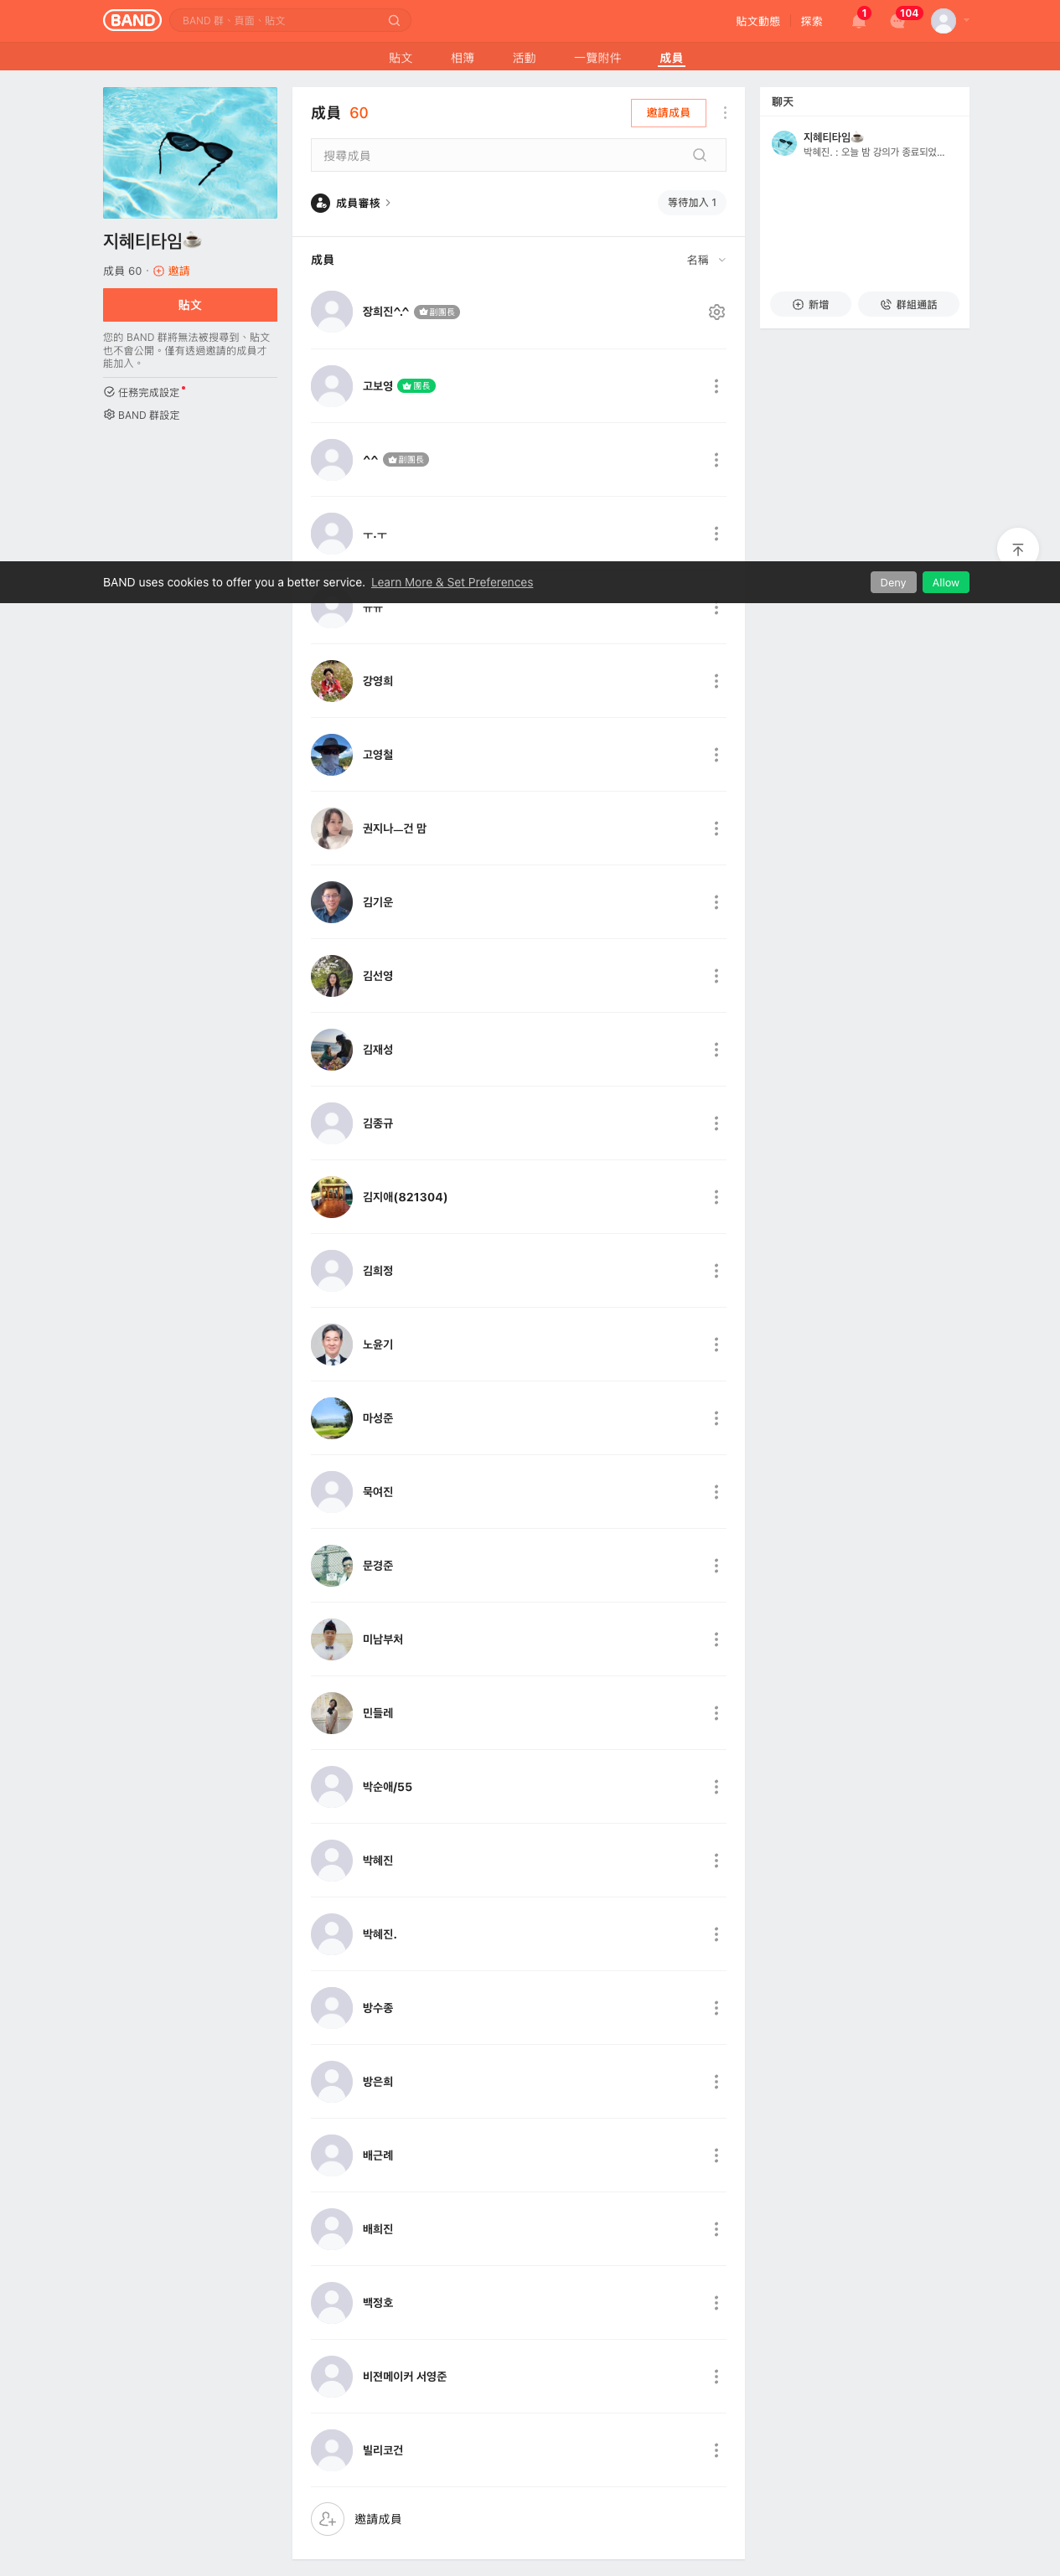 BAND
BAND 群、頁面、貼文
貼文動態
探索
1
104
貼文
相簿
活動
一覽附件
成員
지혜티타임☕
成員 60 · 邀請
貼文
您的 BAND 群將無法被搜尋到、貼文
也不會公開。僅有透過邀請的成員才
能加入。
任務完成設定
BAND 群設定
成員 60
邀請成員
搜尋成員
成員審核
等待加入 1
成員
名稱
장희진^.^ 副團長
고보영 團長
^^ 副團長
ㅜ.ㅜ
ㅠㅠ
강영희
고영철
권지나ㅡ건 맘
김기운
김선영
김재성
김종규
김지애(821304)
김희정
노윤기
마성준
묵여진
문경준
미남부처
민들레
박순애/55
박혜진
박혜진.
방수종
방은희
배근례
배희진
백정호
비젼메이커 서영준
빌리코건
邀請成員
聊天
지혜티타임☕
박혜진. : 오늘 밤 강의가 종료되었...
新增
群組通話
BAND uses cookies to offer you a better service. Learn More & Set Preferences
Deny
Allow